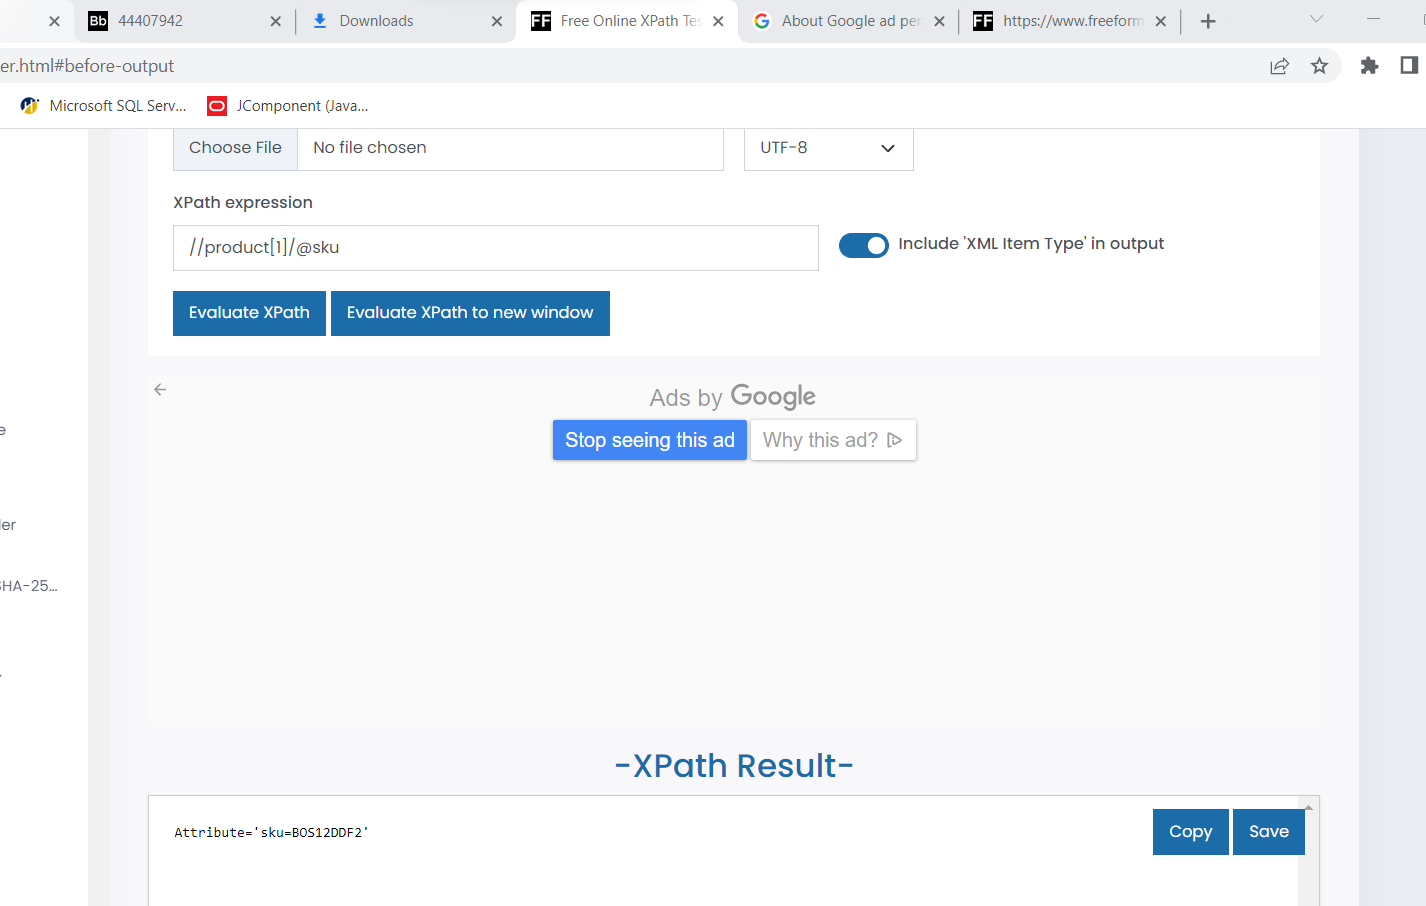 Bb 44407942
Downloads
FF Free Online XPath Tes
G About Google ad per
FF https://www.freeform
er.html#before-output
Microsoft SQL Serv...
JComponent (Java...
Choose File No file chosen
UTF-8
XPath expression
//product[1]/@sku
Include 'XML Item Type' in output
Evaluate XPath
Evaluate XPath to new window
Ads by Google
Stop seeing this ad
Why this ad?
e
ler
SHA-25...
-XPath Result-
Attribute='sku=BOS12DDF2'
Copy
Save